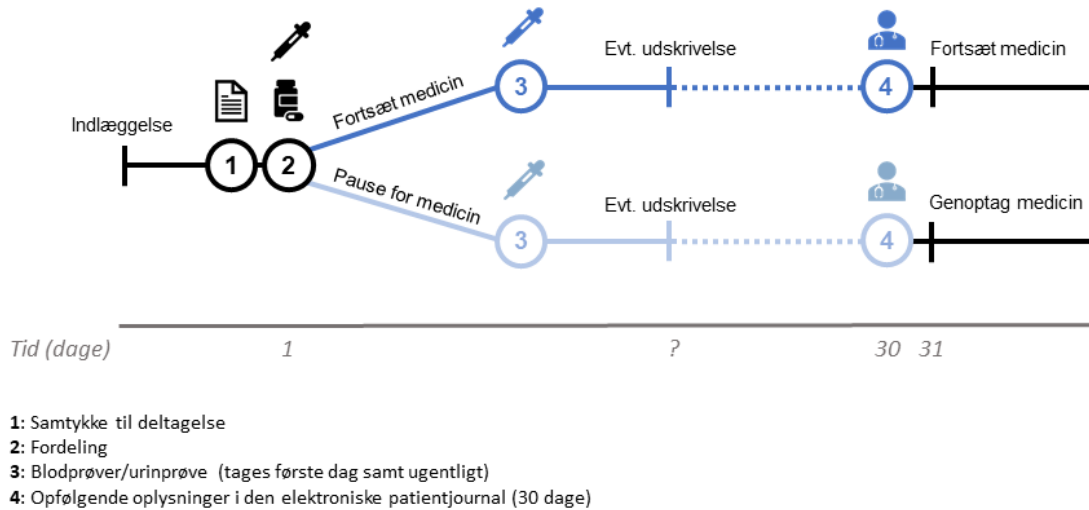 Indlæggelse
1
2
Fortsæt medicin
3
Evt. udskrivelse
4
Fortsæt medicin
Pause for medicin
3
Evt. udskrivelse
4
Genoptag medicin
Tid (dage) 1 ? 30 31
1: Samtykke til deltagelse
2: Fordeling
3: Blodprøver/urinprøve (tages første dag samt ugentligt)
4: Opfølgende oplysninger i den elektroniske patientjournal (30 dage)